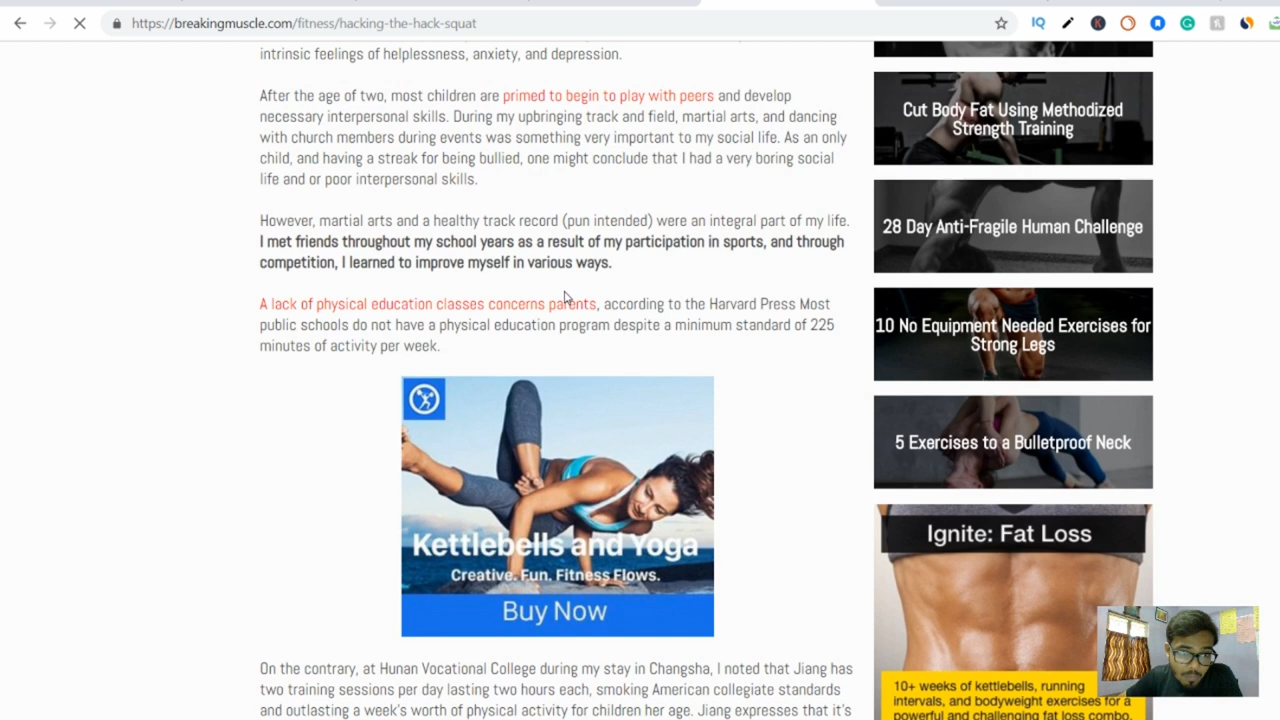 https://breakingmuscle.com/fitness/hacking-the-hack-squat
IQ
intrinsic feelings of helplessness, anxiety, and depression.
After the age of two, most children are primed to begin to play with peers and develop
necessary interpersonal skills. During my upbringing track and field, martial arts, and dancing
with church members during events was something very important to my social life. As an only
child, and having a streak for being bullied, one might conclude that I had a very boring social
life and or poor interpersonal skills.
However, martial arts and a healthy track record (pun intended) were an integral part of my life.
I met friends throughout my school years as a result of my participation in sports, and through
competition, I learned to improve myself in various ways.
A lack of physical education classes concerns parents, according to the Harvard Press Most
public schools do not have a physical education program despite a minimum standard of 225
minutes of activity per week.
Kettlebells and Yoga
Creative. Fun. Fitness Flows.
Buy Now
On the contrary, at Hunan Vocational College during my stay in Changsha, I noted that Jiang has
two training sessions per day lasting two hours each, smoking American collegiate standards
and outlasting a week's worth of physical activity for children her age. Jiang expresses that it's
Cut Body Fat Using Methodized
Strength Training
28 Day Anti-Fragile Human Challenge
10 No Equipment Needed Exercises for
Strong Legs
5 Exercises to a Bulletproof Neck
Ignite: Fat Loss
10+ weeks of kettlebells, running
intervals, and bodyweight exercises for a
powerful and challenging fat loss combo.